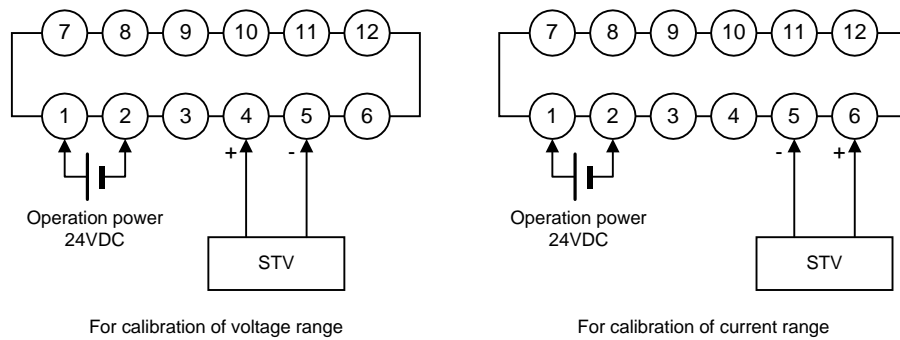 7 8 9 10 11 12
1 2 3 4 5 6
+ -
Operation power
24VDC
STV
For calibration of voltage range
7 8 9 10 11 12
1 2 3 4 5 6
- +
Operation power
24VDC
STV
For calibration of current range